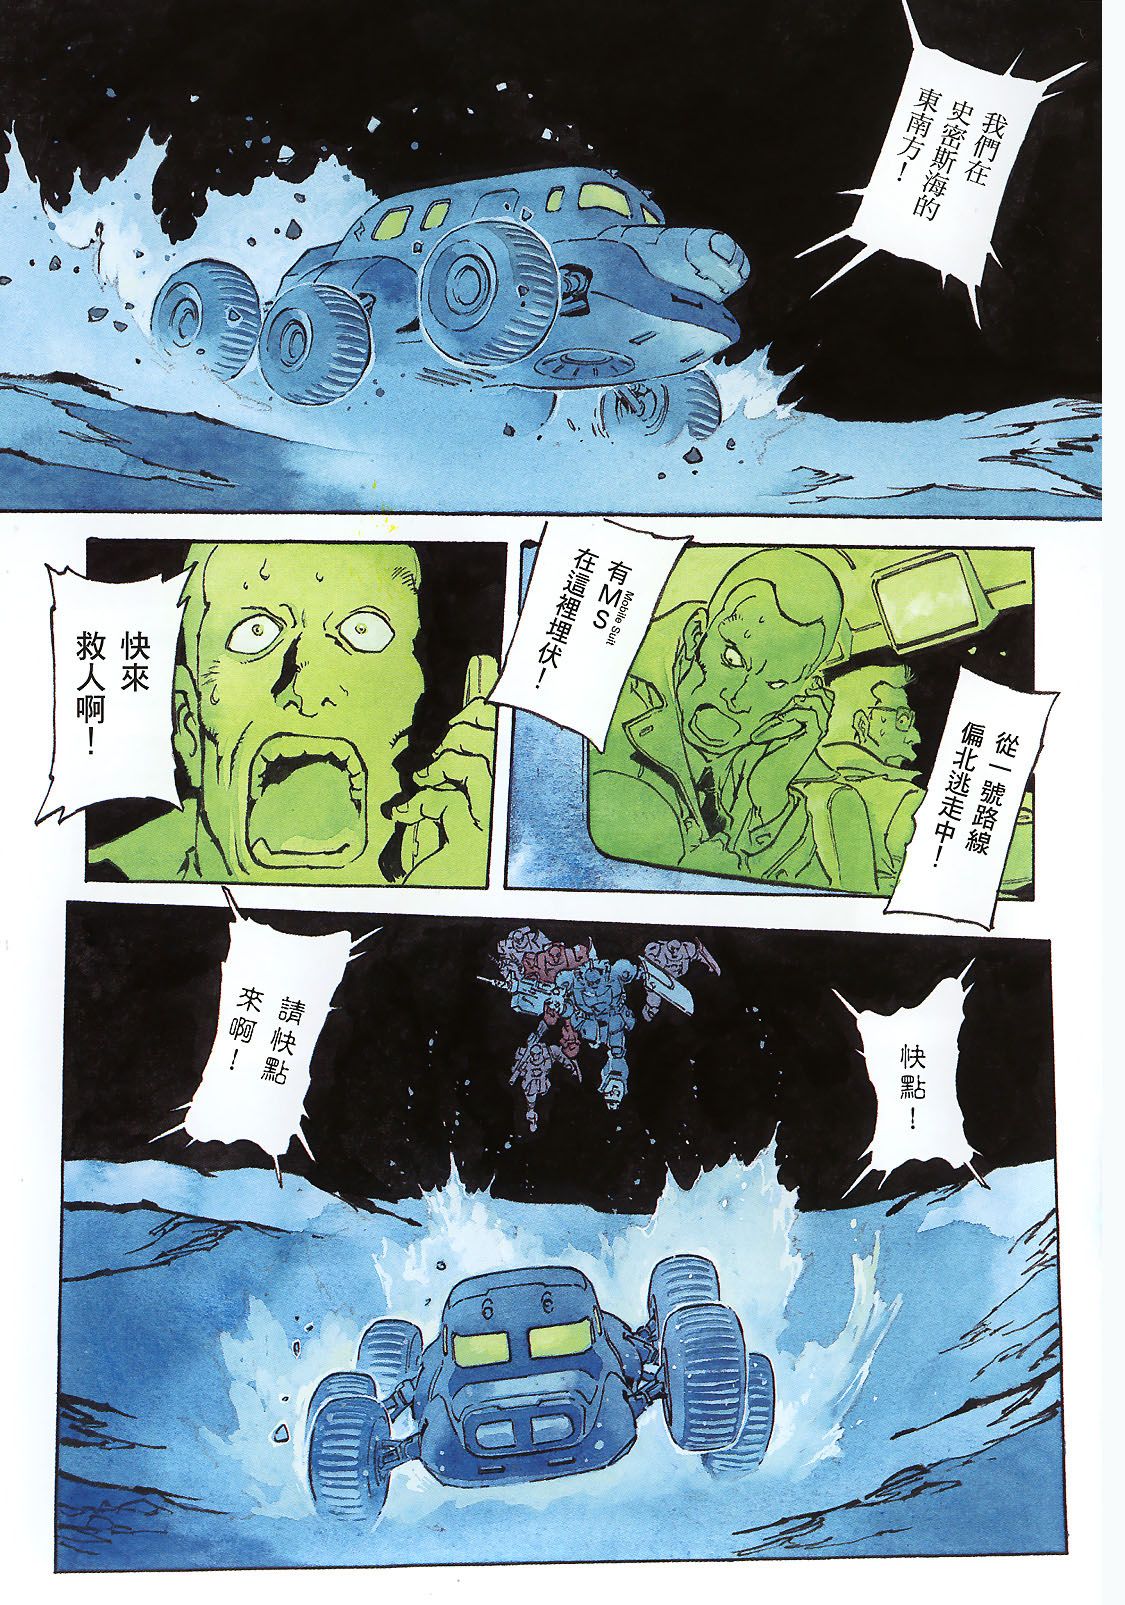 我們在
史密斯海的
東南方！
從一號路線
偏北逃走中！
有MS
Mobile Suit
在這裡埋伏！
快來
救人啊！
快點！
請快點
來啊！